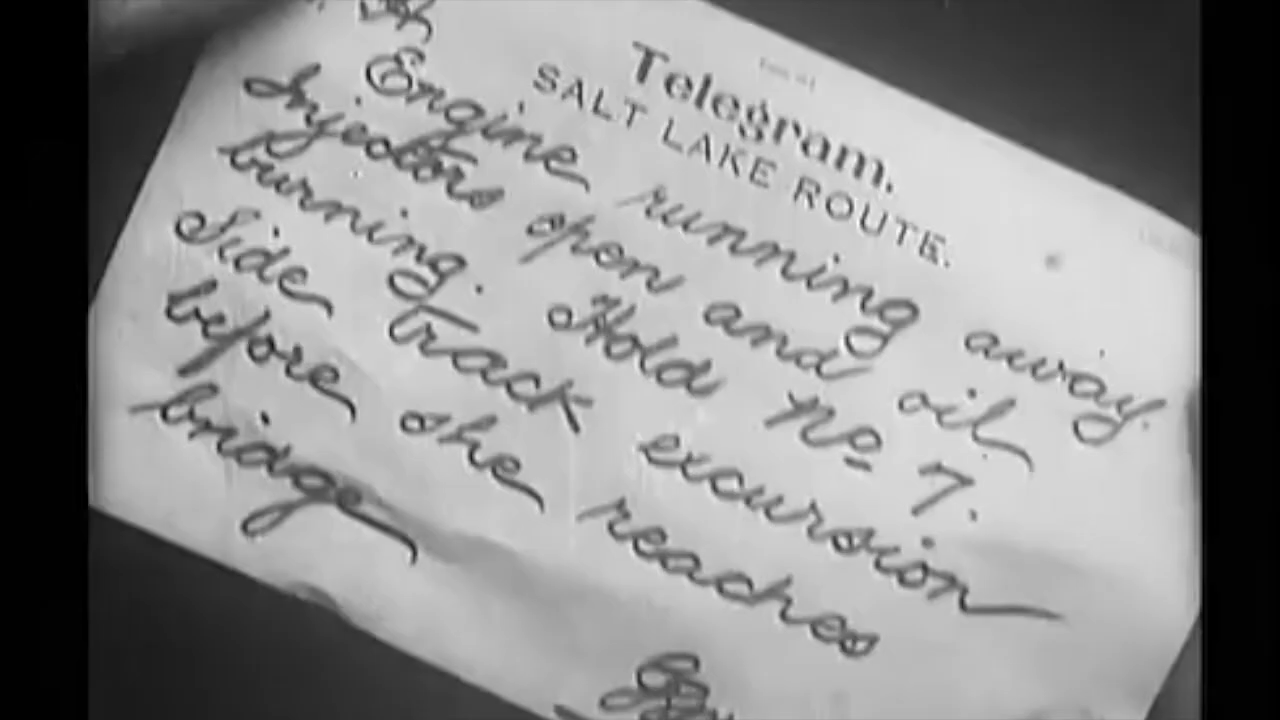 Telegram.
SALT LAKE ROUTE.
Engine running away.
Injectors open and oil
burning. Hold No 7.
Side track excursion
before she reaches
bridge